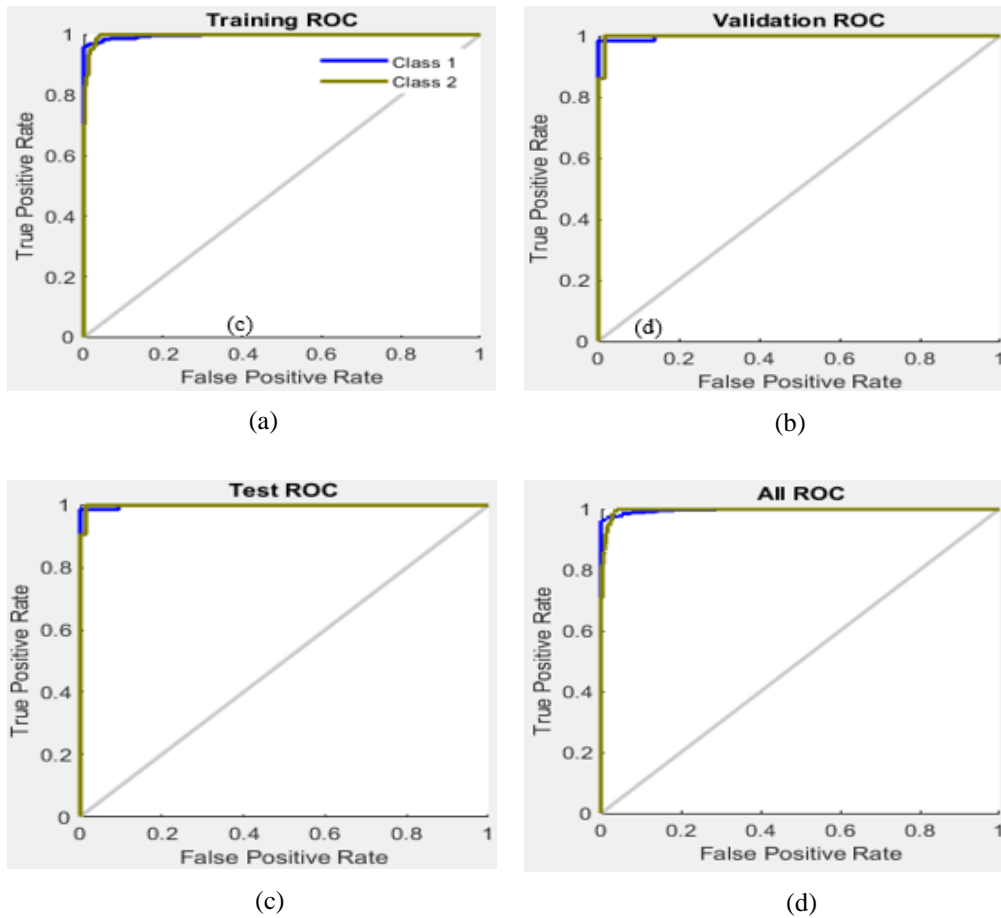 Training ROC
1
0.8
0.6
0.4
0.2
0
True Positive Rate
Class 1
Class 2
(c)
0 0.2 0.4 0.6 0.8 1
False Positive Rate
(a)
Validation ROC
1
0.8
0.6
0.4
0.2
0
True Positive Rate
(d)
0 0.2 0.4 0.6 0.8 1
False Positive Rate
(b)
Test ROC
1
0.8
0.6
0.4
0.2
0
True Positive Rate
0 0.2 0.4 0.6 0.8 1
False Positive Rate
(c)
All ROC
1
0.8
0.6
0.4
0.2
0
True Positive Rate
0 0.2 0.4 0.6 0.8 1
False Positive Rate
(d)